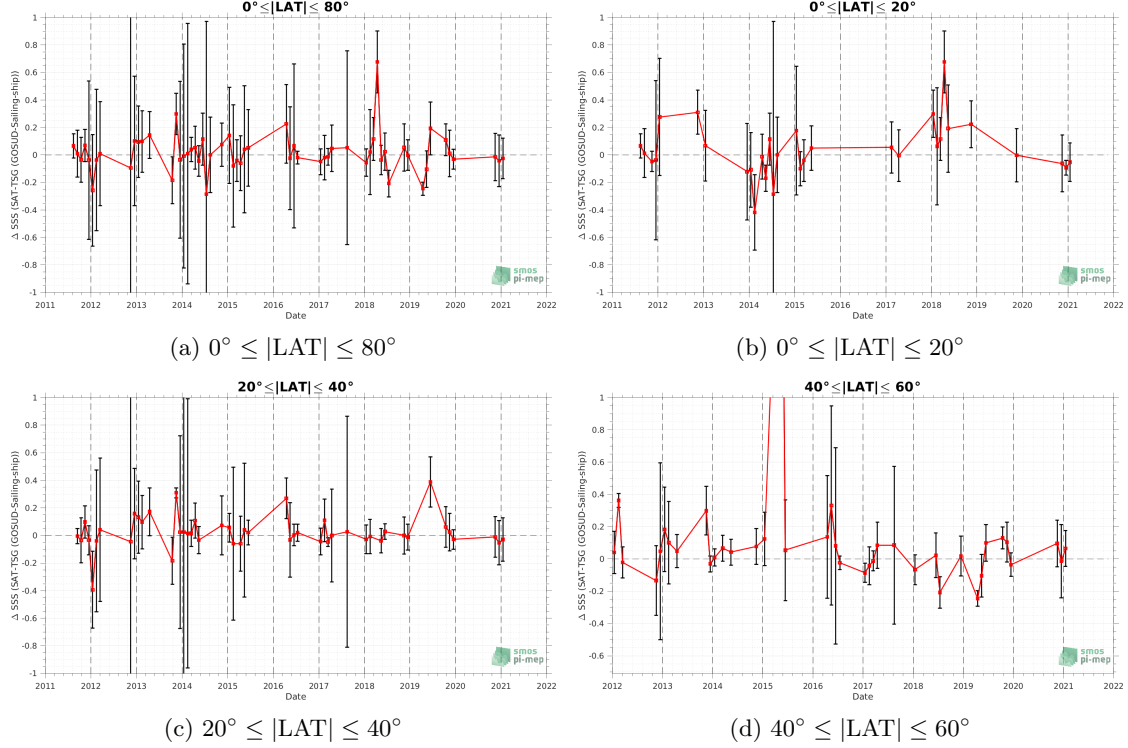 0°≤|LAT|≤ 80°
Δ SSS (SAT-TSG (GOSUD-Sailing-ship))
1
0.8
0.6
0.4
0.2
0
-0.2
-0.4
-0.6
-0.8
-1
2011 2012 2013 2014 2015 2016 2017 2018 2019 2020 2021 2022
Date
smos
pi-mep
(a) 0° ≤ |LAT| ≤ 80°
0°≤|LAT|≤ 20°
Δ SSS (SAT-TSG (GOSUD-Sailing-ship))
1
0.8
0.6
0.4
0.2
0
-0.2
-0.4
-0.6
-0.8
-1
2011 2012 2013 2014 2015 2016 2017 2018 2019 2020 2021 2022
Date
smos
pi-mep
(b) 0° ≤ |LAT| ≤ 20°
20°≤|LAT|≤ 40°
Δ SSS (SAT-TSG (GOSUD-Sailing-ship))
1
0.8
0.6
0.4
0.2
0
-0.2
-0.4
-0.6
-0.8
-1
2011 2012 2013 2014 2015 2016 2017 2018 2019 2020 2021 2022
Date
smos
pi-mep
(c) 20° ≤ |LAT| ≤ 40°
40°≤|LAT|≤ 60°
Δ SSS (SAT-TSG (GOSUD-Sailing-ship))
1
0.8
0.6
0.4
0.2
0
-0.2
-0.4
-0.6
2012 2013 2014 2015 2016 2017 2018 2019 2020 2021 2022
Date
smos
pi-mep
(d) 40° ≤ |LAT| ≤ 60°